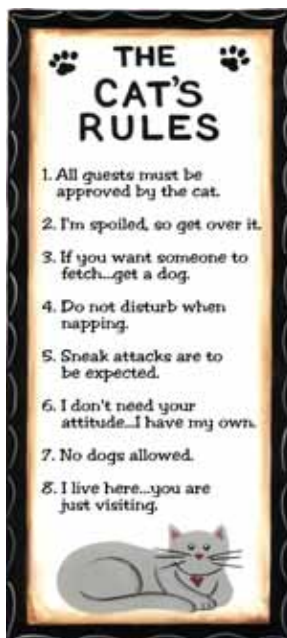 THE
CAT'S
RULES
1. All guests must be
approved by the cat.
2. I'm spoiled, so get over it.
3. If you want someone to
fetch...get a dog.
4. Do not disturb when
napping.
5. Sneak attacks are to
be expected.
6. I don't need your
attitude...I have my own.
7. No dogs allowed.
8. I live here...you are
just visiting.